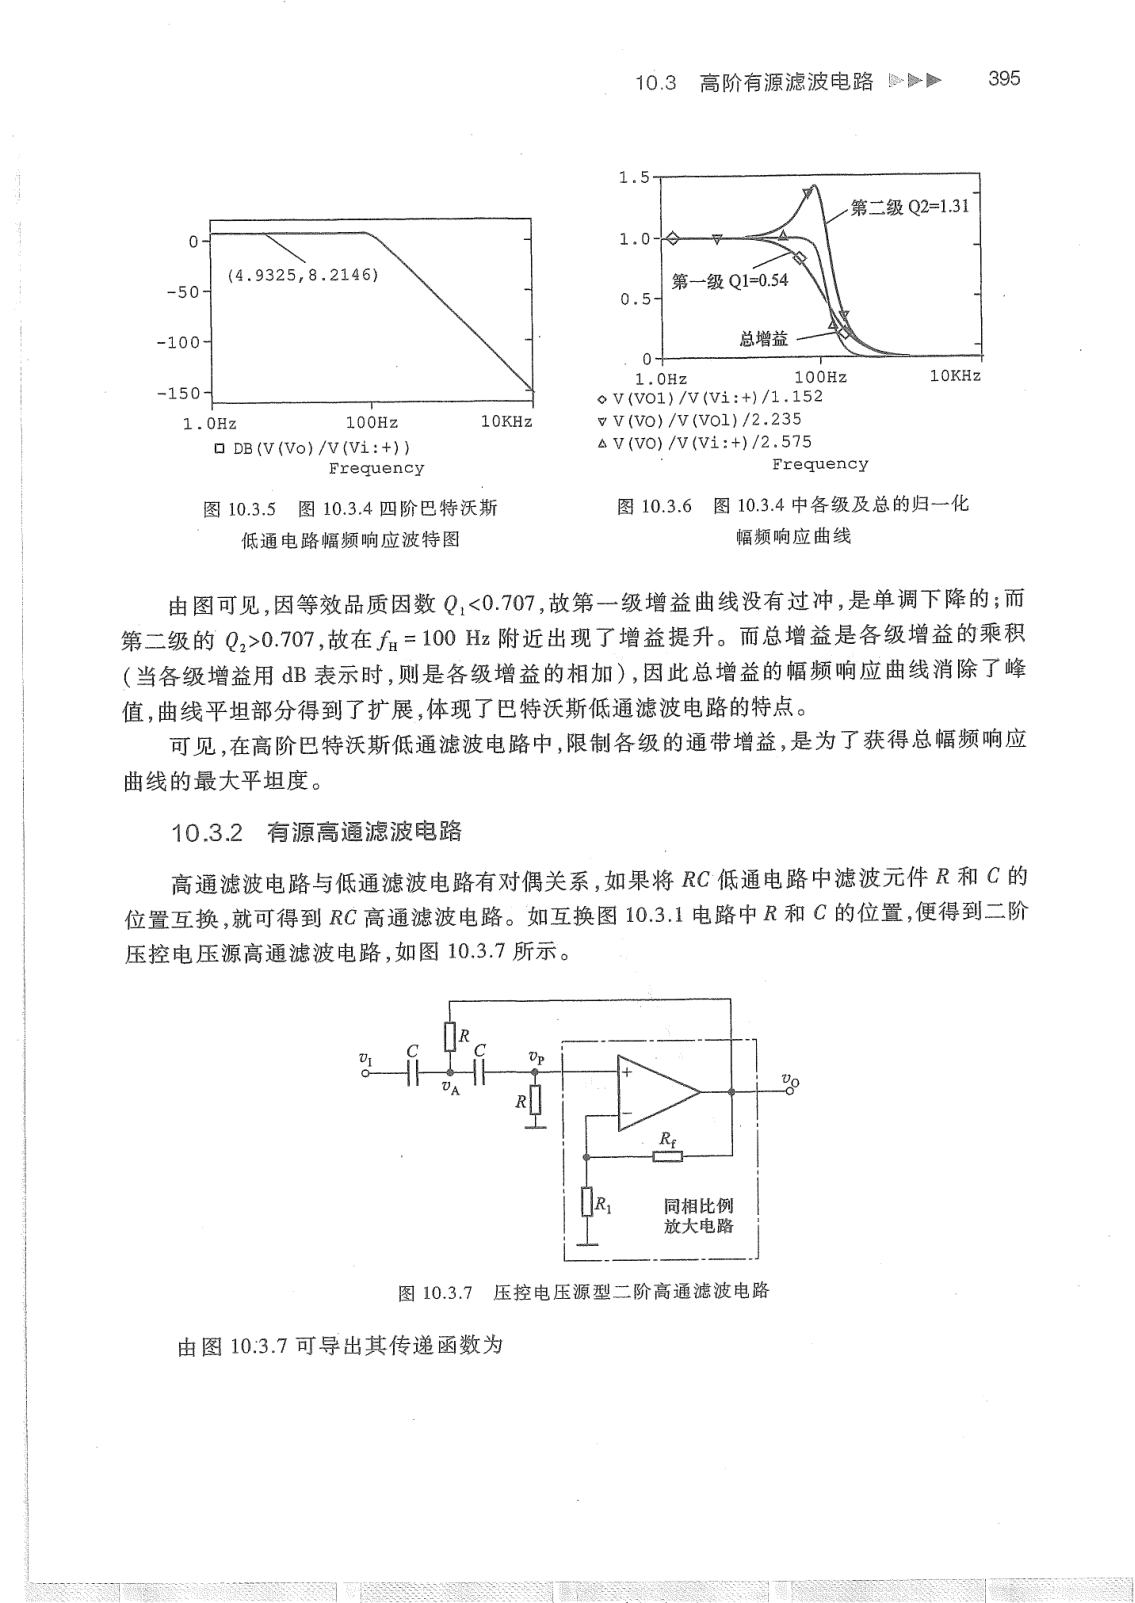 10.3 高阶有源滤波电路 395
0
-50
-100
-150
(4.9325,8.2146)
1.0Hz 100Hz 10KHz
DB(V(Vo)/V(Vi:+))
Frequency
图 10.3.5 图 10.3.4 四阶巴特沃斯
低通电路幅频响应波特图
1.5
1.0
0.5
0
第二级 Q2=1.31
第一级 Q1=0.54
总增益
1.0Hz 100Hz 10KHz
◇ V(VO1)/V(Vi:+)/1.152
▽ V(VO)/V(VO1)/2.235
△ V(VO)/V(Vi:+)/2.575
Frequency
图 10.3.6 图 10.3.4 中各级及总的归一化
幅频响应曲线
由图可见,因等效品质因数 Q₁<0.707,故第一级增益曲线没有过冲,是单调下降的;而
第二级的 Q₂>0.707,故在 f_H = 100 Hz 附近出现了增益提升。而总增益是各级增益的乘积
(当各级增益用 dB 表示时,则是各级增益的相加),因此总增益的幅频响应曲线消除了峰
值,曲线平坦部分得到了扩展,体现了巴特沃斯低通滤波电路的特点。
可见,在高阶巴特沃斯低通滤波电路中,限制各级的通带增益,是为了获得总幅频响应
曲线的最大平坦度。
10.3.2 有源高通滤波电路
高通滤波电路与低通滤波电路有对偶关系,如果将 RC 低通电路中滤波元件 R 和 C 的
位置互换,就可得到 RC 高通滤波电路。如互换图 10.3.1 电路中 R 和 C 的位置,便得到二阶
压控电压源高通滤波电路,如图 10.3.7 所示。
v_I
C
R
v_A
C
v_P
R
+
−
v_O
R_f
R₁
同相比例
放大电路
图 10.3.7 压控电压源型二阶高通滤波电路
由图 10.3.7 可导出其传递函数为